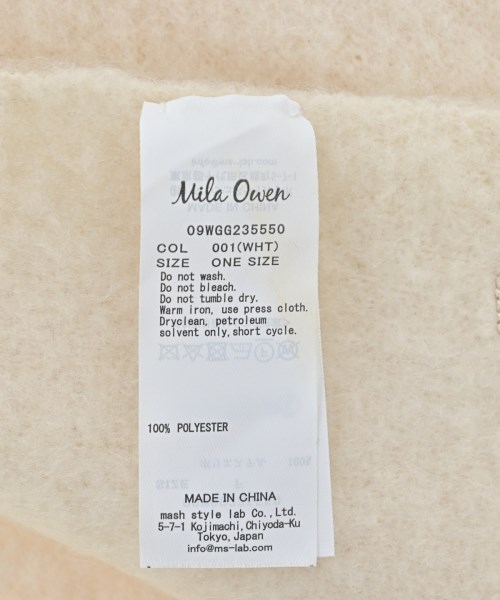 Mila Owen
09WGG235550
COL 001(WHT)
SIZE ONE SIZE
Do not wash.
Do not bleach.
Do not tumble dry.
Warm iron, use press cloth.
Dryclean, petroleum
solvent only,short cycle.
100% POLYESTER
MADE IN CHINA
mash style lab Co.,Ltd.
5-7-1 Kojimachi,Chiyoda-Ku
Tokyo,Japan
info@ms-lab.com